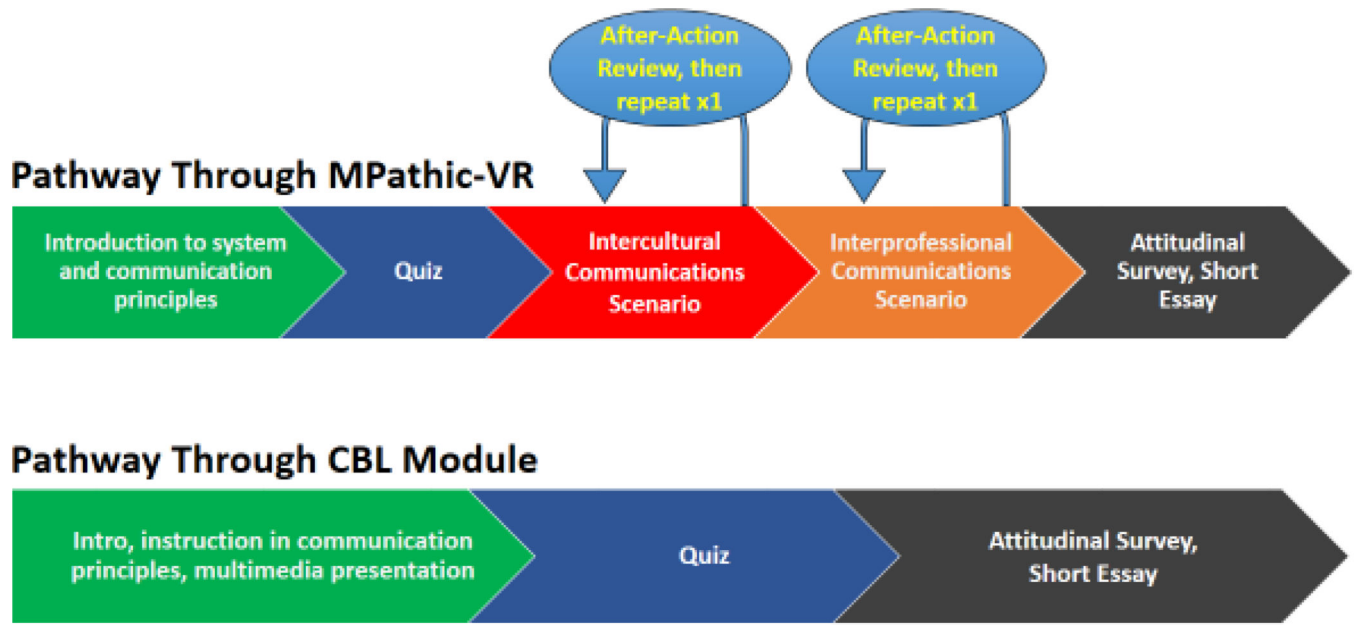 After-Action
Review, then
repeat x1
After-Action
Review, then
repeat x1
Pathway Through MPathic-VR
Introduction to system
and communication
principles
Quiz
Intercultural
Communications
Scenario
Interprofessional
Communications
Scenario
Attitudinal
Survey, Short
Essay
Pathway Through CBL Module
Intro, instruction in communication
principles, multimedia presentation
Quiz
Attitudinal Survey,
Short Essay